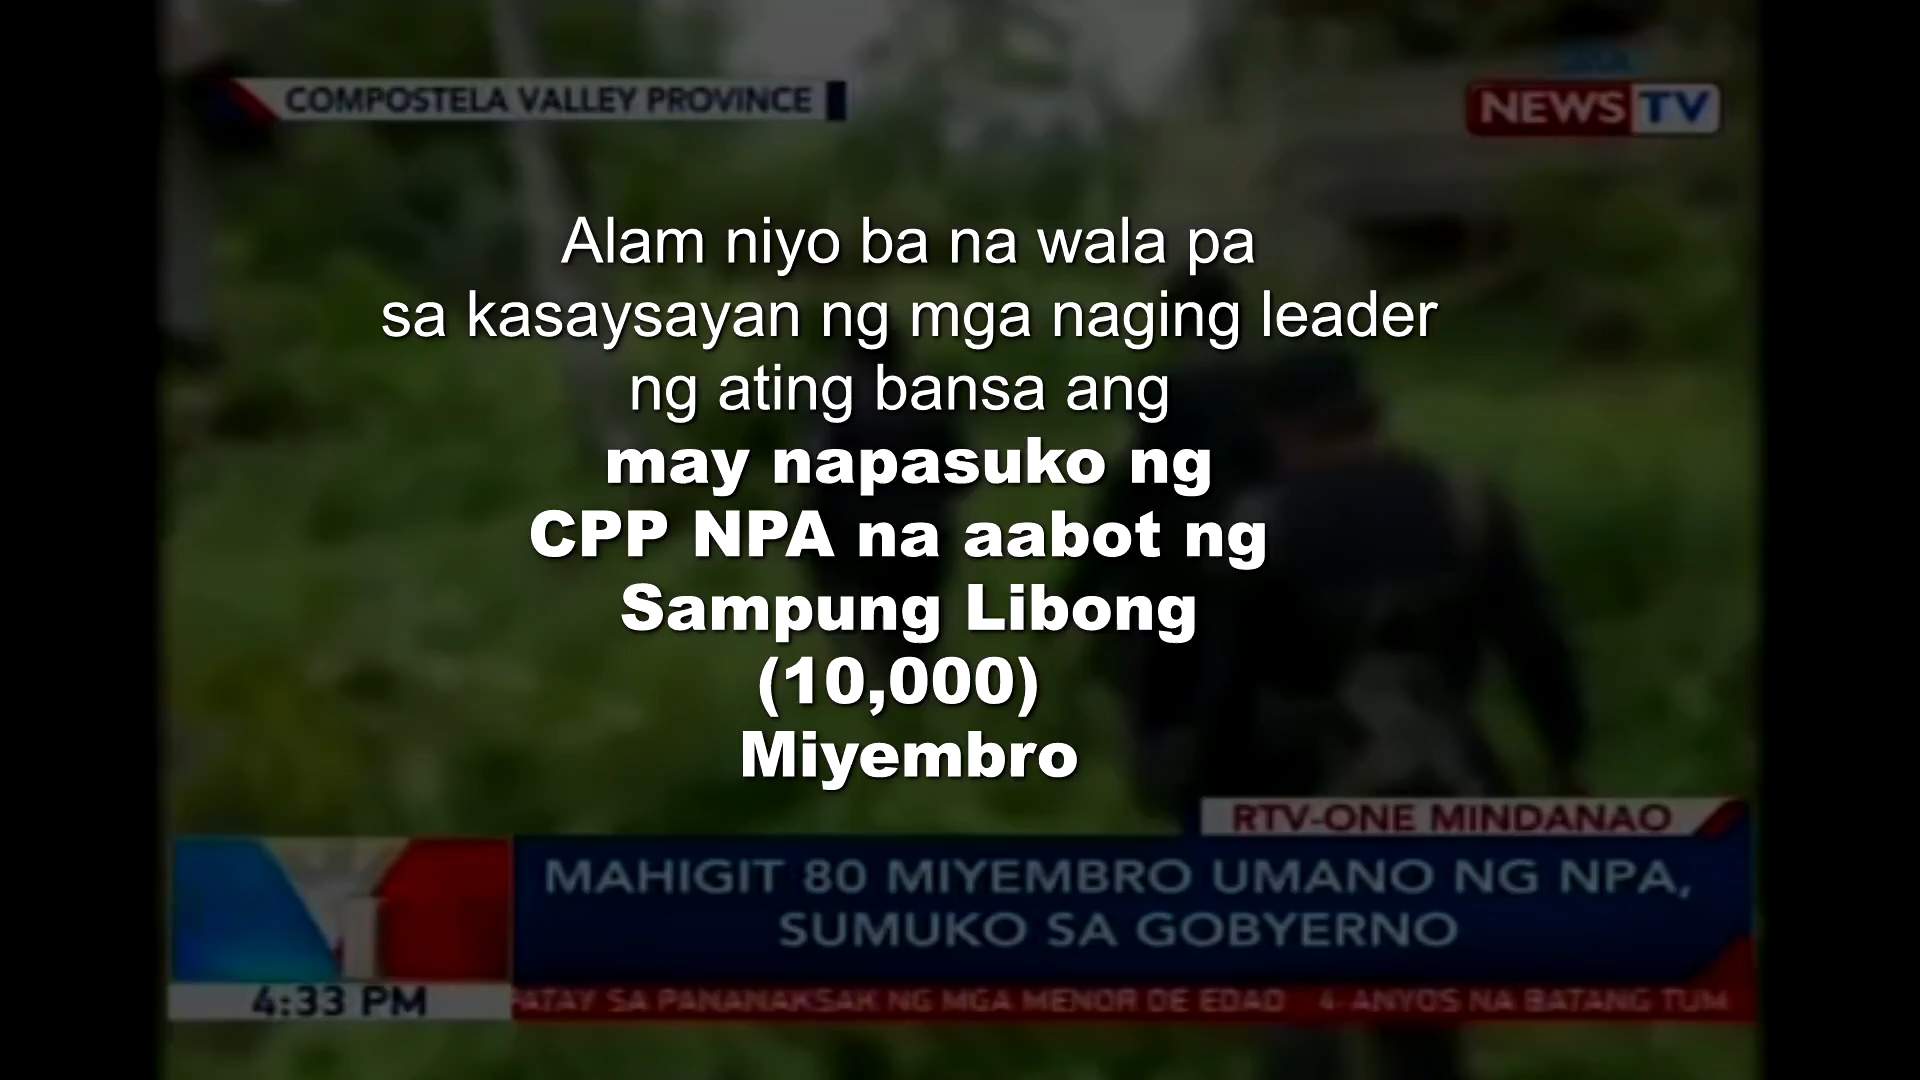 COMPOSTELA VALLEY PROVINCE
NEWS TV
Alam niyo ba na wala pa
sa kasaysayan ng mga naging leader
ng ating bansa ang
may napasuko ng
CPP NPA na aabot ng
Sampung Libong
(10,000)
Miyembro
RTV-ONE MINDANAO
MAHIGIT 80 MIYEMBRO UMANO NG NPA,
SUMUKO SA GOBYERNO
4:33 PM
PATAY SA PANANAKSAK NG MGA MENOR DE EDAD 4-ANYOS NA BATANG TUM